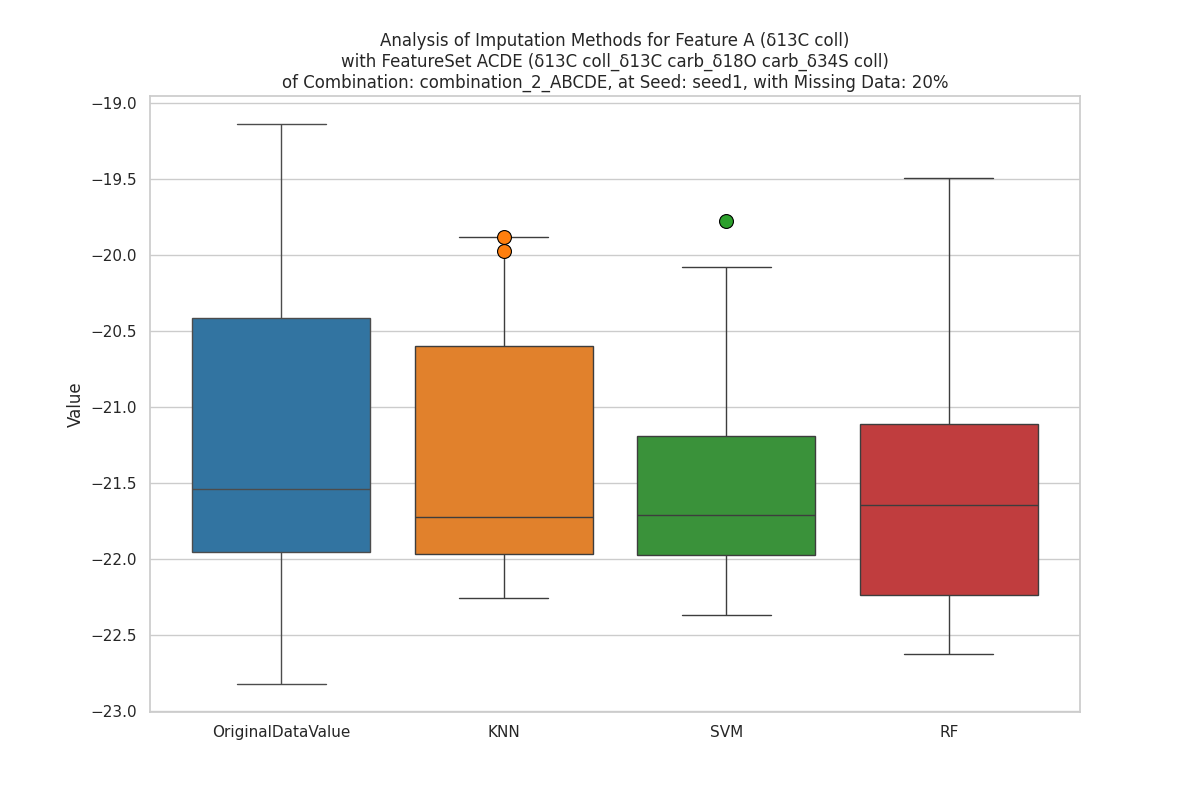 Analysis of Imputation Methods for Feature A (δ13C coll)
with FeatureSet ACDE (δ13C coll_δ13C carb_δ18O carb_δ34S coll)
of Combination: combination_2_ABCDE, at Seed: seed1, with Missing Data: 20%
−19.0
−19.5
−20.0
−20.5
−21.0
−21.5
−22.0
−22.5
−23.0
Value
OriginalDataValue
KNN
SVM
RF